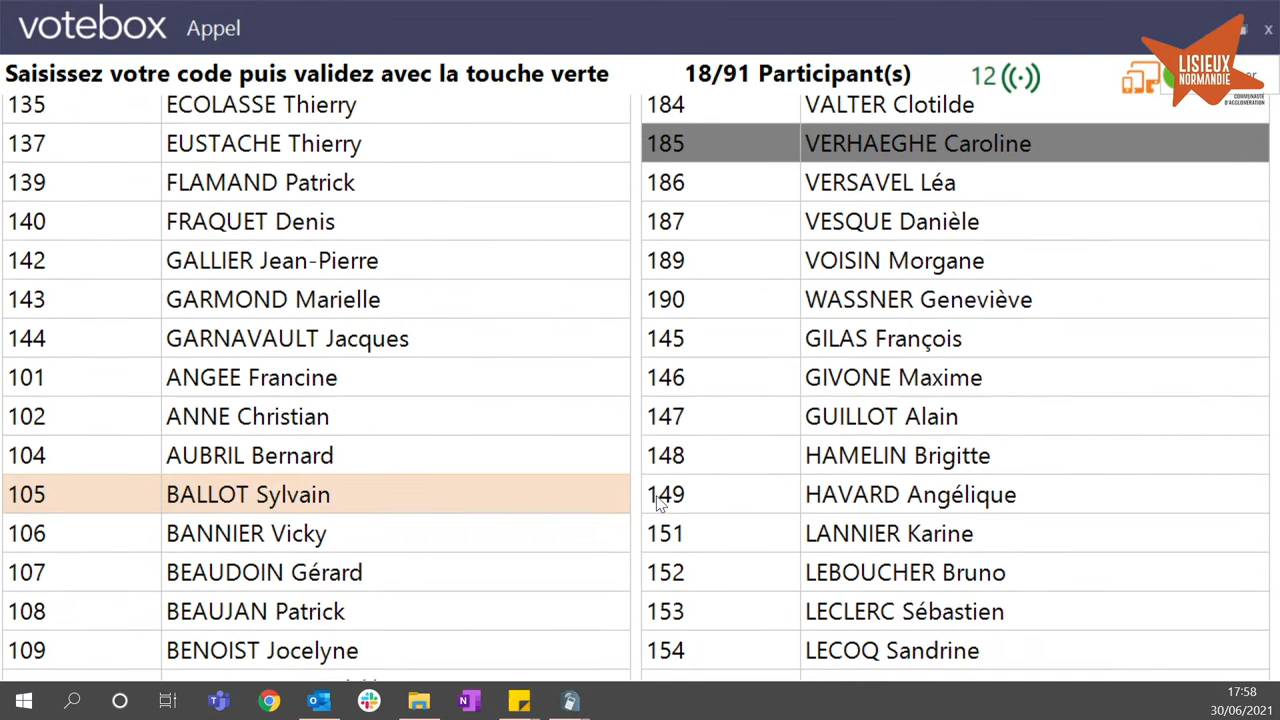 votebox Appel x
Saisissez votre code puis validez avec la touche verte 18/91 Participant(s) 12
LISIEUX
NORMANDIE
COMMUNAUTÉ
D'AGGLOMÉRATION
135 ECOLASSE Thierry
137 EUSTACHE Thierry
139 FLAMAND Patrick
140 FRAQUET Denis
142 GALLIER Jean-Pierre
143 GARMOND Marielle
144 GARNAVAULT Jacques
101 ANGEE Francine
102 ANNE Christian
104 AUBRIL Bernard
105 BALLOT Sylvain
106 BANNIER Vicky
107 BEAUDOIN Gérard
108 BEAUJAN Patrick
109 BENOIST Jocelyne
184 VALTER Clotilde
185 VERHAEGHE Caroline
186 VERSAVEL Léa
187 VESQUE Danièle
189 VOISIN Morgane
190 WASSNER Geneviève
145 GILAS François
146 GIVONE Maxime
147 GUILLOT Alain
148 HAMELIN Brigitte
149 HAVARD Angélique
151 LANNIER Karine
152 LEBOUCHER Bruno
153 LECLERC Sébastien
154 LECOQ Sandrine
17:58
30/06/2021